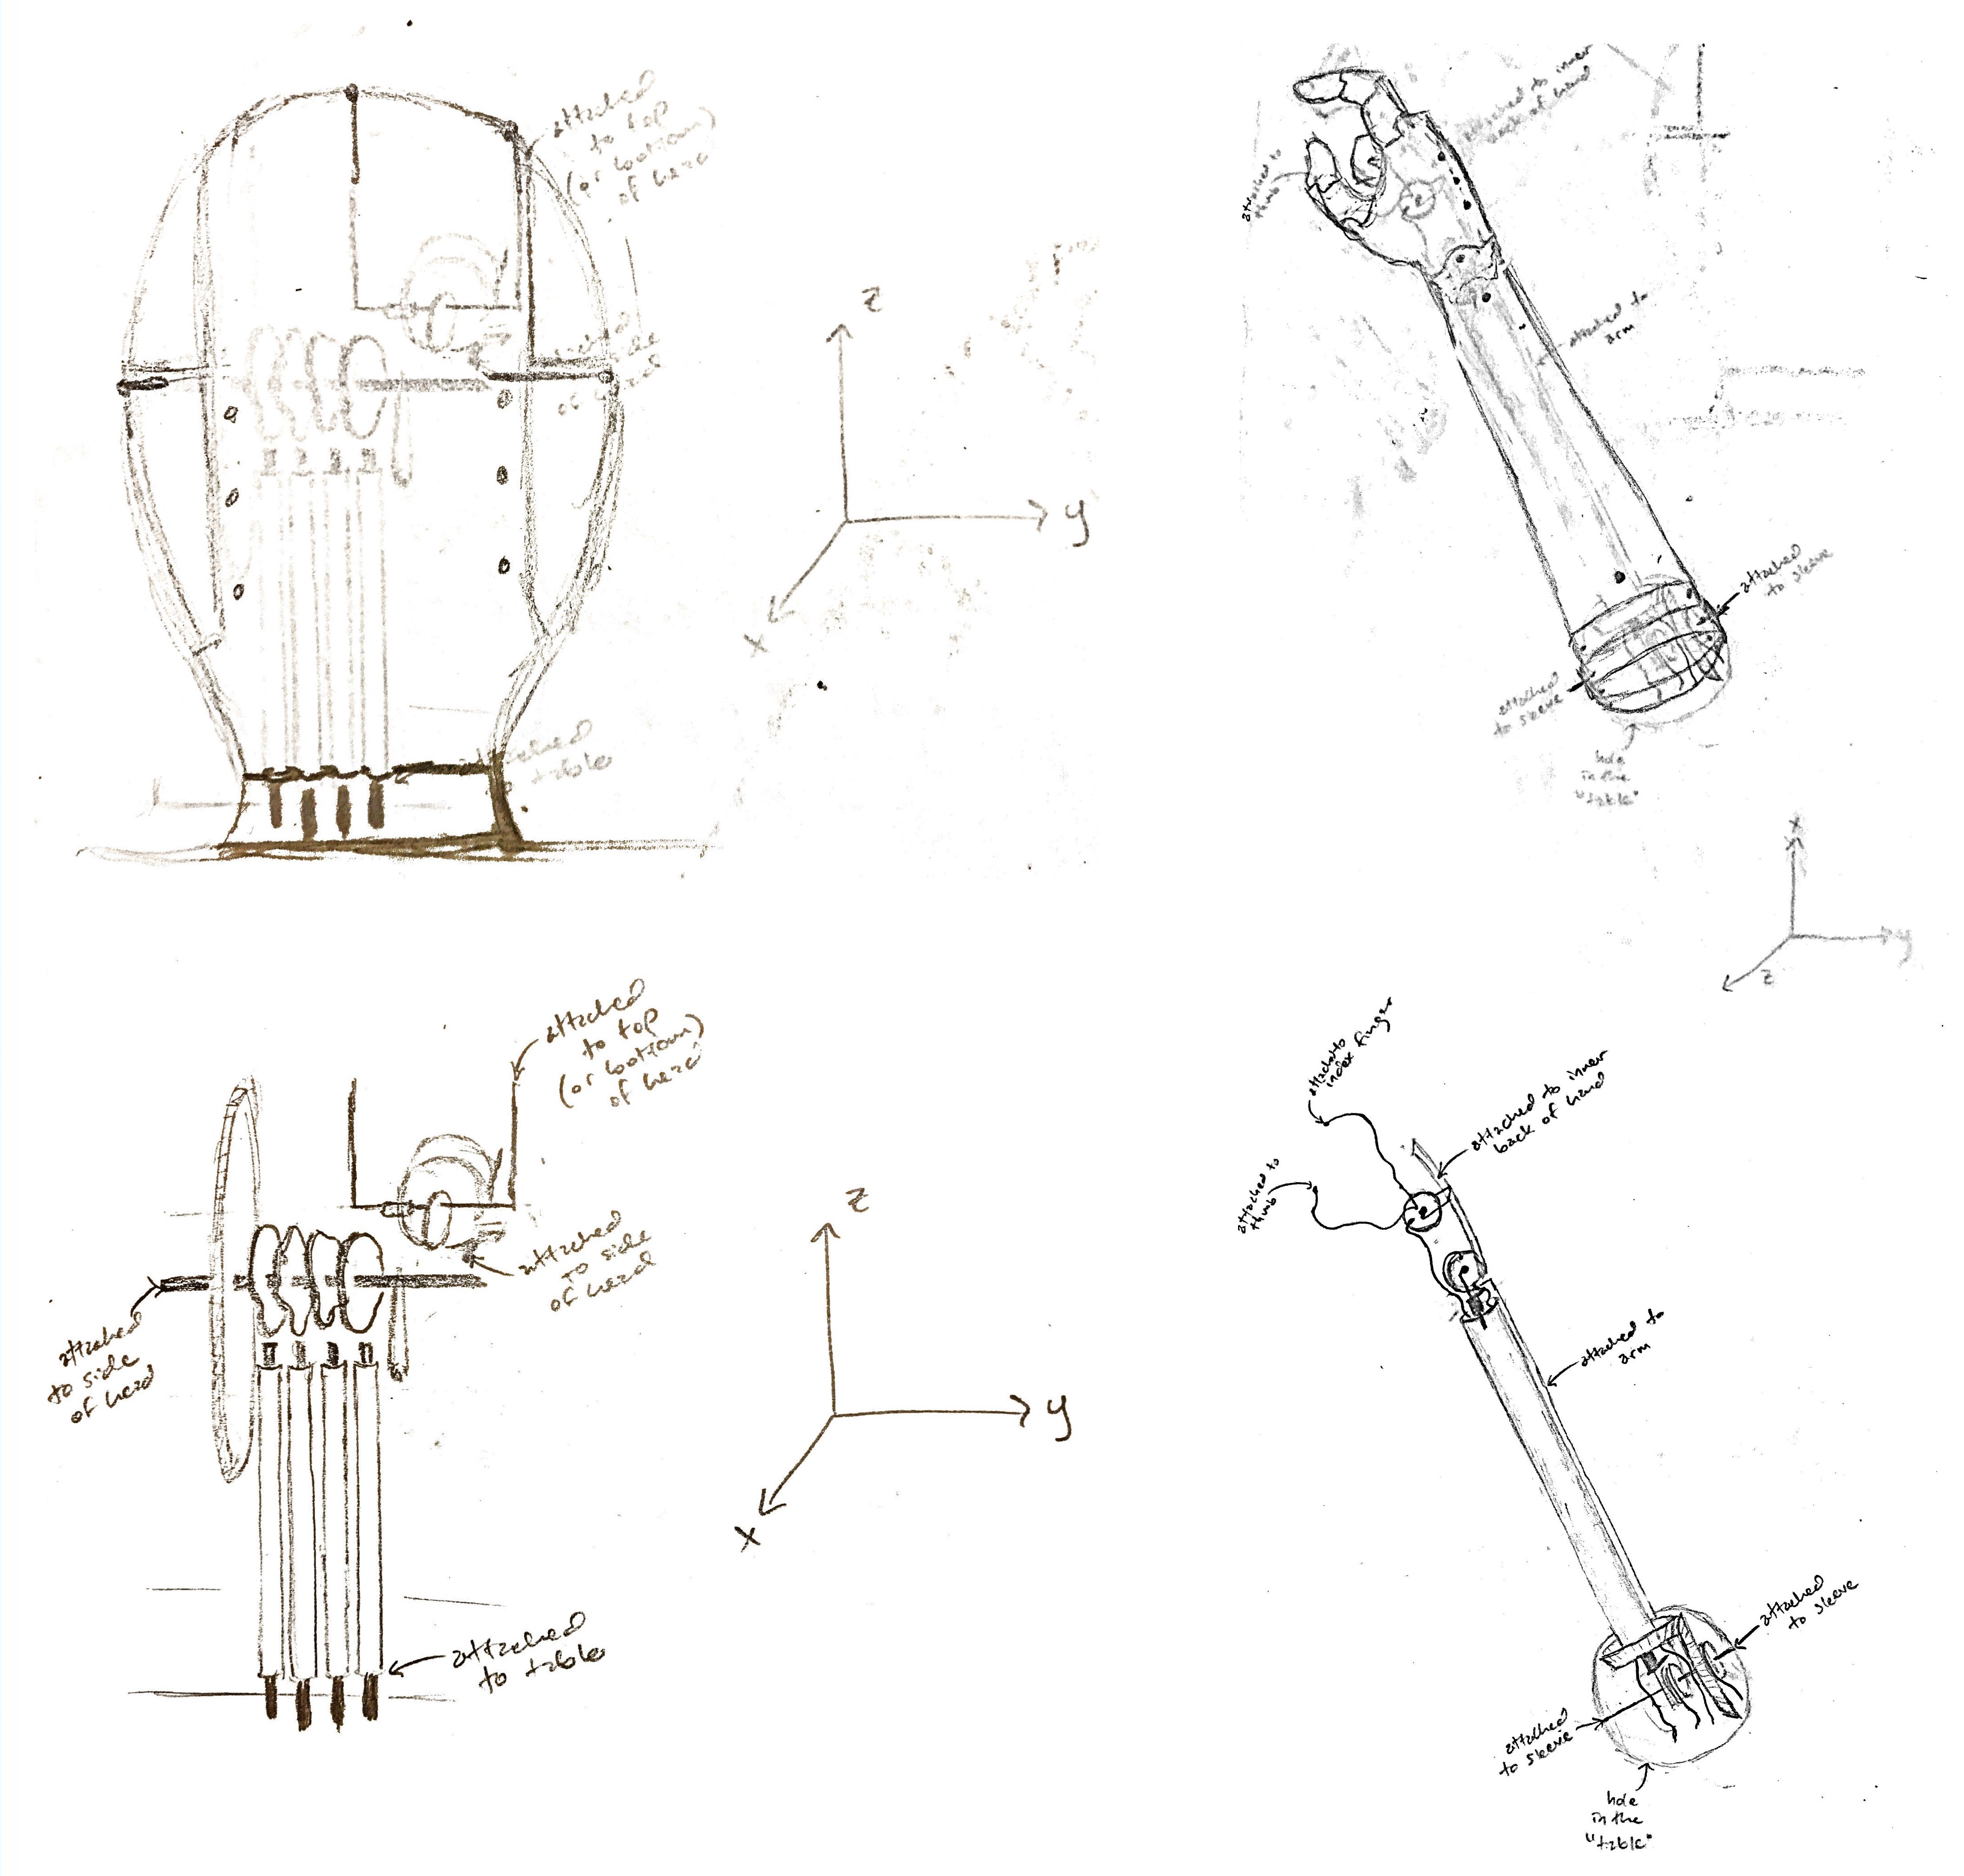 attached
to top
(or bottom)
of head
side
of head
attached
to table
z
y
x
attached to inner
back of hand
attached to
thumb
attached to
arm
attached
to sleeve
attached
to sleeve
hole
in the
"table"
x
y
z
attached
to top
(or bottom)
of head
attached
to side
of head
attached
to side
of head
attached
to table
z
y
x
attached to
index finger
attached to inner
back of hand
attached to
thumb
attached to
arm
attached
to sleeve
attached
to sleeve
hole
in the
"table"